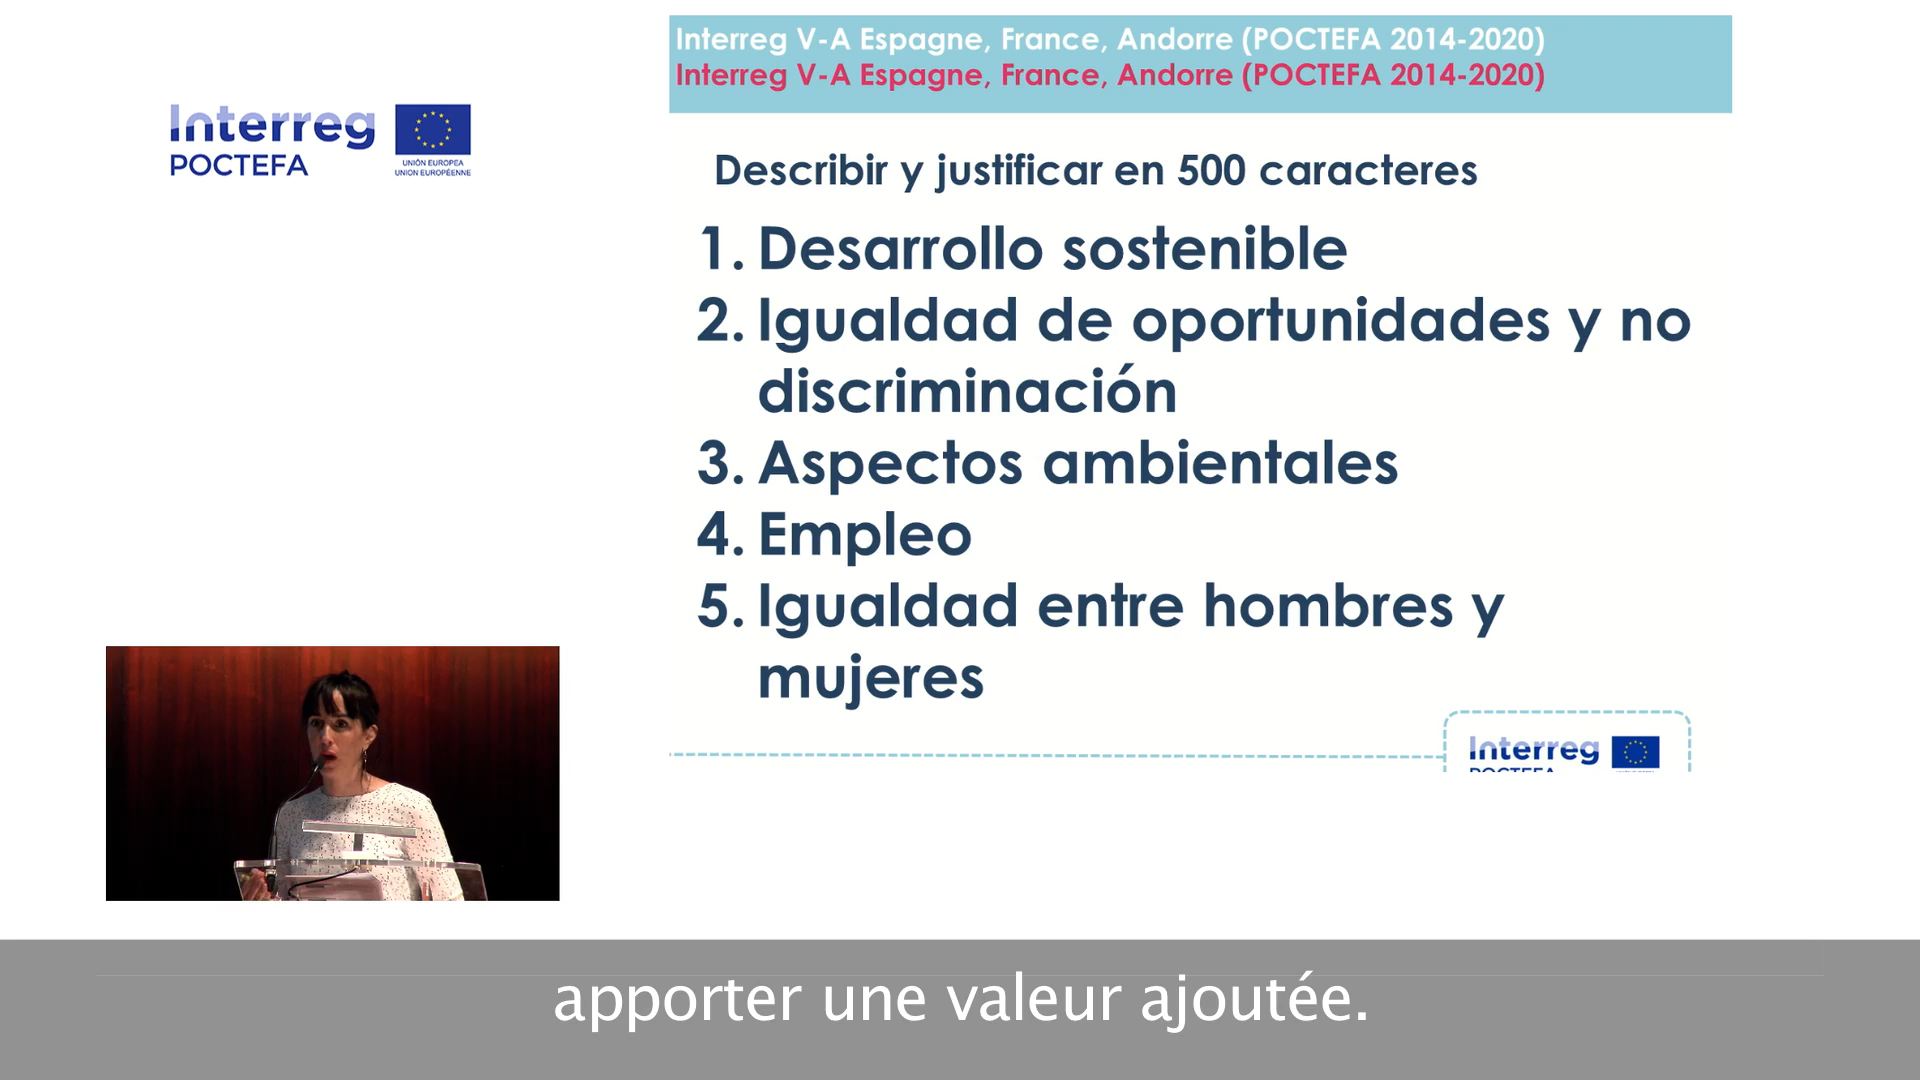 Interreg V-A Espagne, France, Andorre (POCTEFA 2014-2020)
Interreg V-A Espagne, France, Andorre (POCTEFA 2014-2020)
Interreg
POCTEFA
UNIÓN EUROPEA
UNION EUROPÉENNE
Describir y justificar en 500 caracteres
1. Desarrollo sostenible
2. Igualdad de oportunidades y no
discriminación
3. Aspectos ambientales
4. Empleo
5. Igualdad entre hombres y
mujeres
Interreg
POCTEFA
apporter une valeur ajoutée.